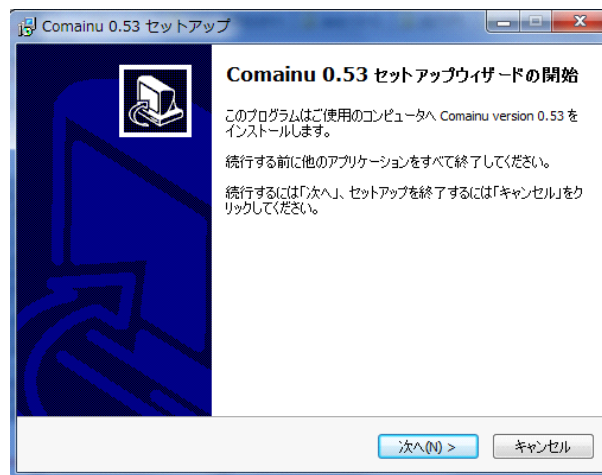 Comainu 0.53 セットアップ
Comainu 0.53 セットアップウィザードの開始
このプログラムはご使用のコンピュータへ Comainu version 0.53 を
インストールします。
続行する前に他のアプリケーションをすべて終了してください。
続行するには「次へ」、セットアップを終了するには「キャンセル」をク
リックしてください。
次へ(N) >
キャンセル